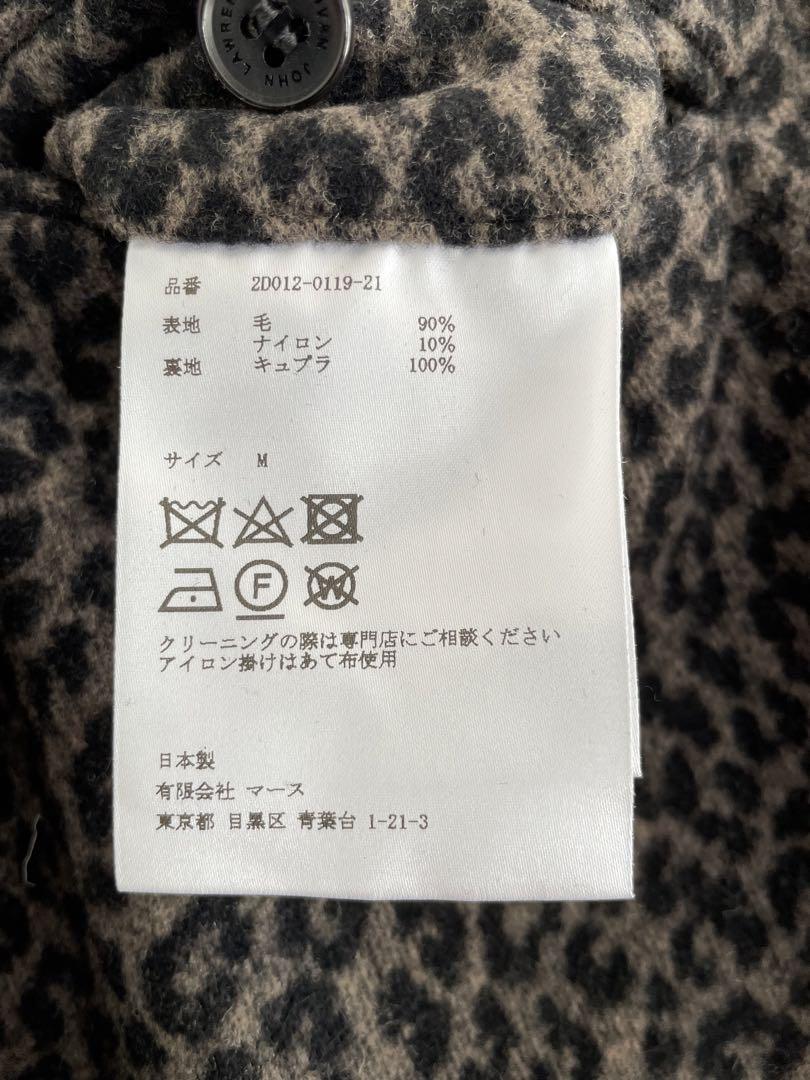 IVAN JOHN LAWRE
品番 2D012-0119-21
表地 毛 90%
ナイロン 10%
裏地 キュプラ 100%
サイズ M
F
W
クリーニングの際は専門店にご相談ください
アイロン掛けはあて布使用
日本製
有限会社 マース
東京都 目黒区 青葉台 1-21-3